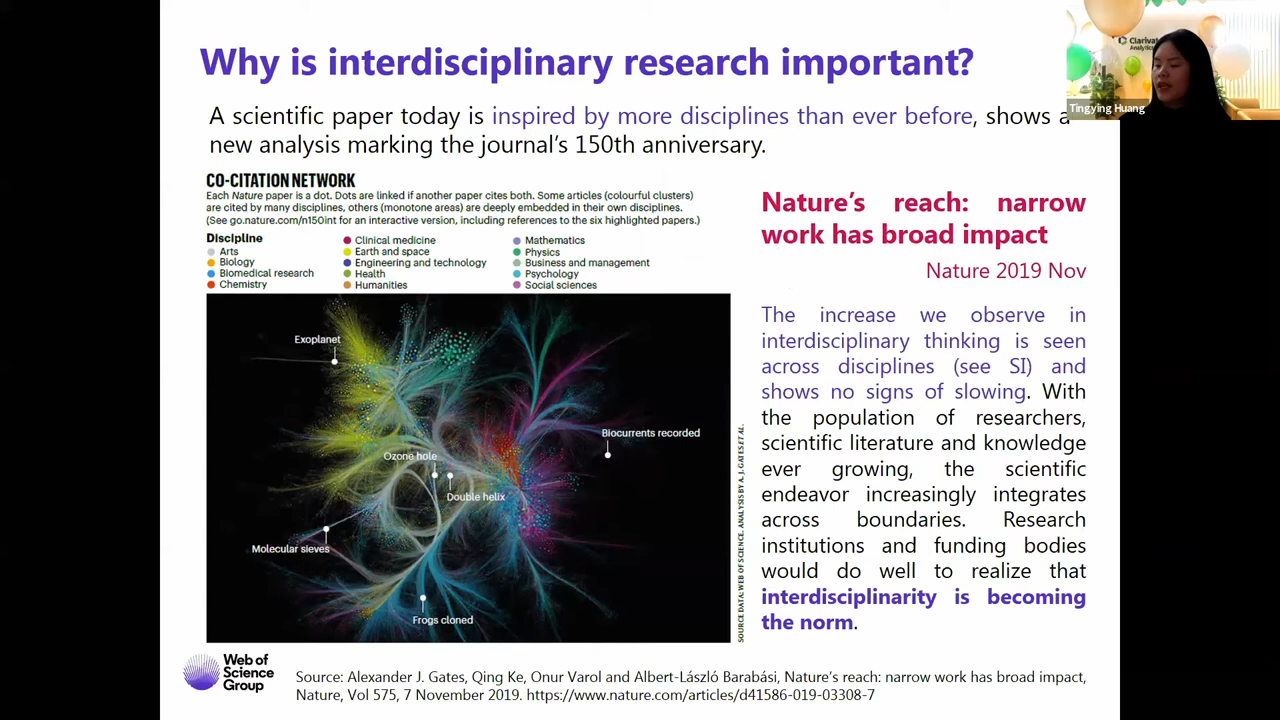 Why is interdisciplinary research important?
Clarivate
Analytics
Tingying Huang
A scientific paper today is inspired by more disciplines than ever before, shows a
new analysis marking the journal's 150th anniversary.
CO-CITATION NETWORK
Each Nature paper is a dot. Dots are linked if another paper cites both. Some articles (colourful clusters)
are cited by many disciplines, others (monotone areas) are deeply embedded in their own disciplines.
(See go.nature.com/n150int for an interactive version, including references to the six highlighted papers.)
Discipline
Arts
Biology
Biomedical research
Chemistry
Clinical medicine
Earth and space
Engineering and technology
Health
Humanities
Mathematics
Physics
Business and management
Psychology
Social sciences
Exoplanet
Biocurrents recorded
Ozone hole
Double helix
Molecular sieves
Frogs cloned
SOURCE DATA: WEB OF SCIENCE. ANALYSIS BY A. J. GATES ET AL.
Nature's reach: narrow
work has broad impact
Nature 2019 Nov
The increase we observe in
interdisciplinary thinking is seen
across disciplines (see SI) and
shows no signs of slowing. With
the population of researchers,
scientific literature and knowledge
ever growing, the scientific
endeavor increasingly integrates
across boundaries. Research
institutions and funding bodies
would do well to realize that
interdisciplinarity is becoming
the norm.
Web of
Science
Group
Source: Alexander J. Gates, Qing Ke, Onur Varol and Albert-László Barabási, Nature's reach: narrow work has broad impact,
Nature, Vol 575, 7 November 2019. https://www.nature.com/articles/d41586-019-03308-7